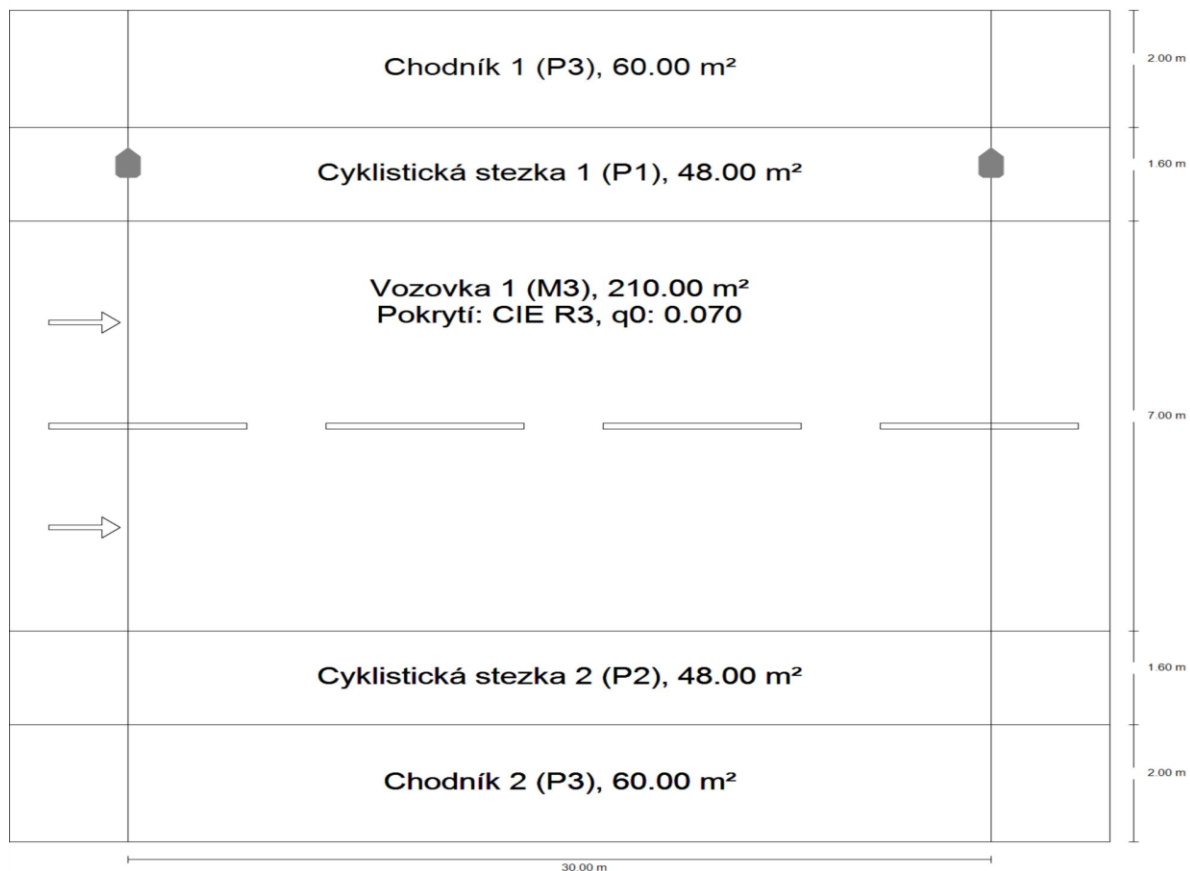 Chodník 1 (P3), 60.00 m²
2.00 m
Cyklistická stezka 1 (P1), 48.00 m²
1.60 m
Vozovka 1 (M3), 210.00 m²
Pokrytí: CIE R3, q0: 0.070
7.00 m
Cyklistická stezka 2 (P2), 48.00 m²
1.60 m
Chodník 2 (P3), 60.00 m²
2.00 m
30.00 m